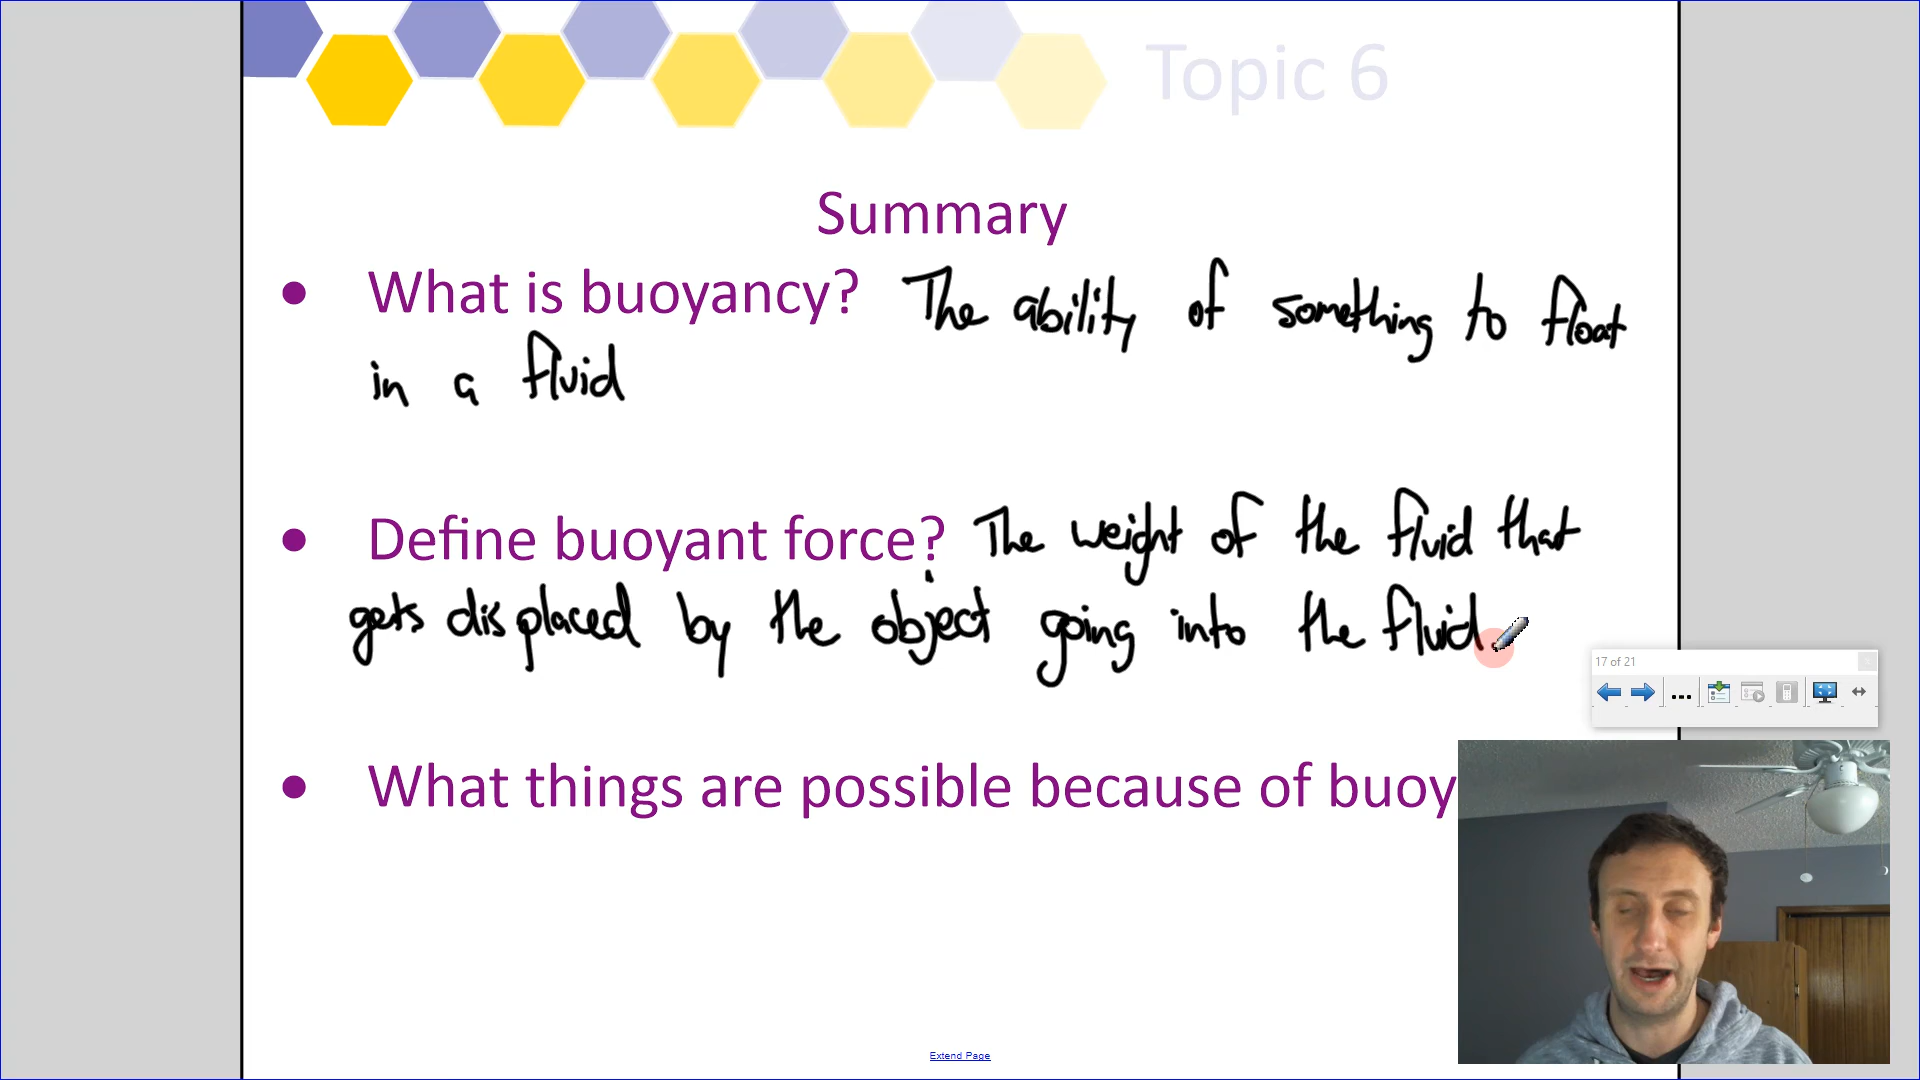 Topic 6
Summary
• What is buoyancy? The ability of something to float
in a fluid
• Define buoyant force? The weight of the fluid that
gets displaced by the object going into the fluid.
17 of 21
• What things are possible because of buoy
Extend Page